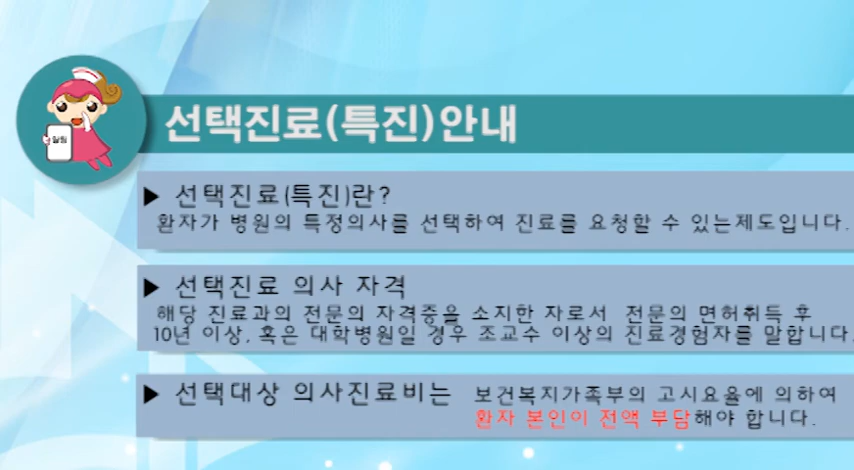 선택진료(특진)안내
알림
▶ 선택진료(특진)란?
환자가 병원의 특정의사를 선택하여 진료를 요청할 수 있는제도입니다.
▶ 선택진료 의사 자격
해당 진료과의 전문의 자격증을 소지한 자로서 전문의 면허취득 후
10년 이상, 혹은 대학병원일 경우 조교수 이상의 진료경험자를 말합니다.
▶ 선택대상 의사진료비는 보건복지가족부의 고시요율에 의하여
환자 본인이 전액 부담해야 합니다.